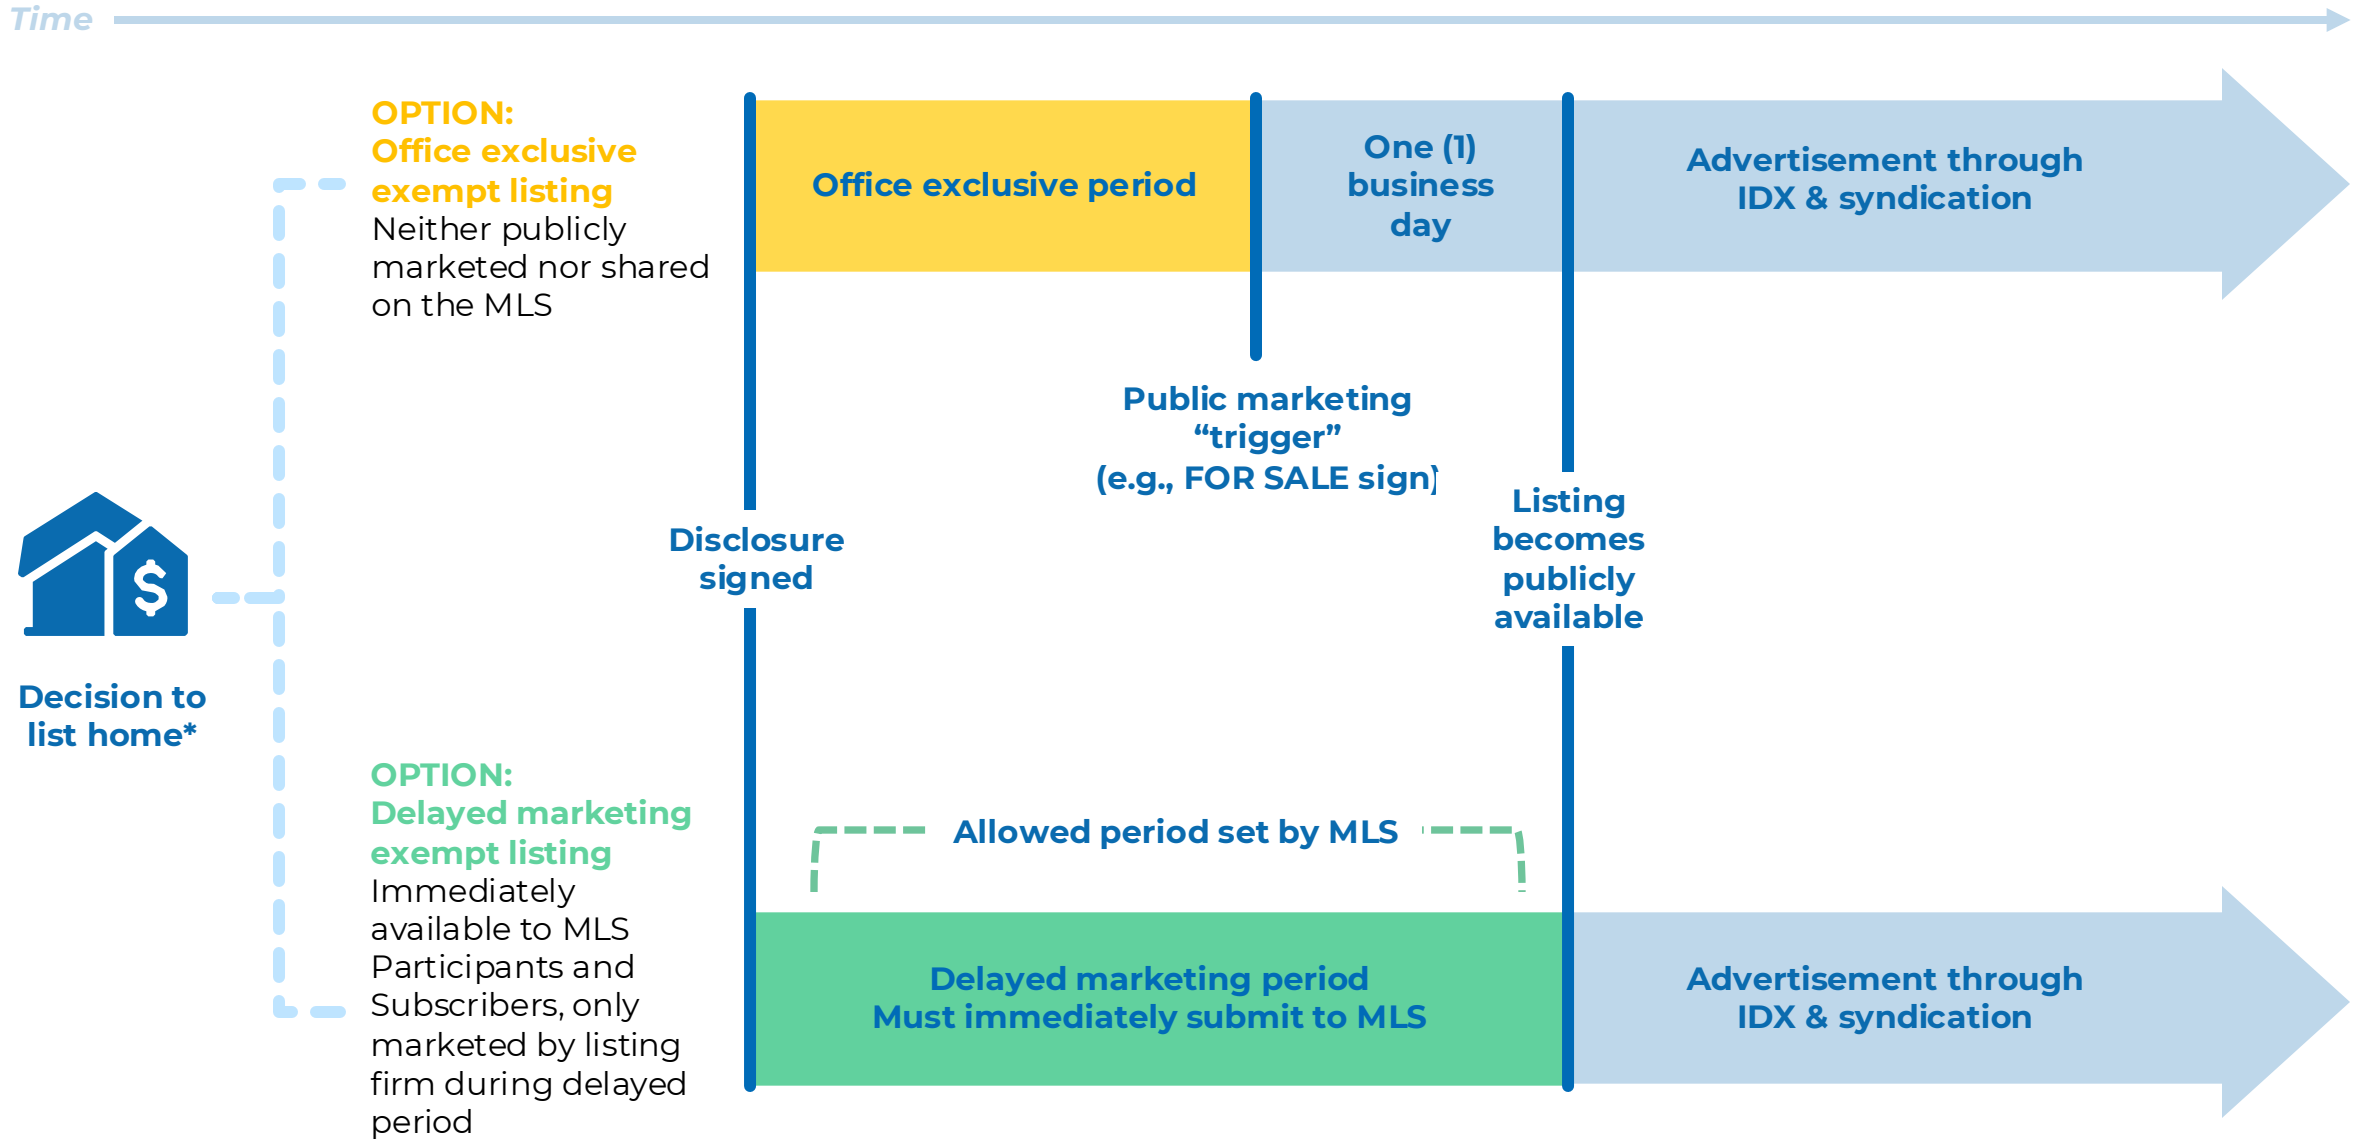 Time
OPTION:
Office exclusive
exempt listing
Neither publicly
marketed nor shared
on the MLS
Office exclusive period
One (1)
business
day
Advertisement through
IDX & syndication
Public marketing
“trigger”
(e.g., FOR SALE sign)
Disclosure
signed
Listing
becomes
publicly
available
$
Decision to
list home*
OPTION:
Delayed marketing
exempt listing
Immediately
available to MLS
Participants and
Subscribers, only
marketed by listing
firm during delayed
period
Allowed period set by MLS
Delayed marketing period
Must immediately submit to MLS
Advertisement through
IDX & syndication